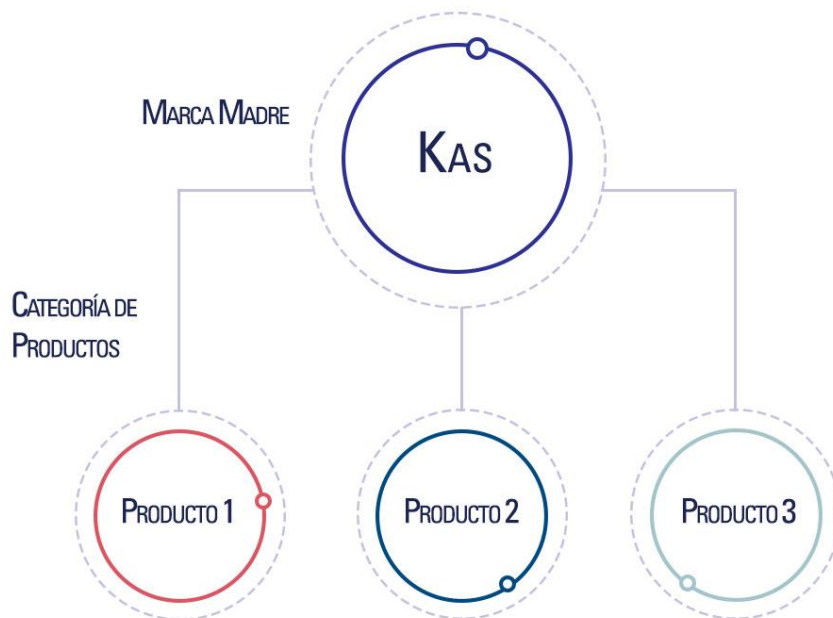 Marca Madre
Kas
Categoría de
Productos
Producto 1
Producto 2
Producto 3